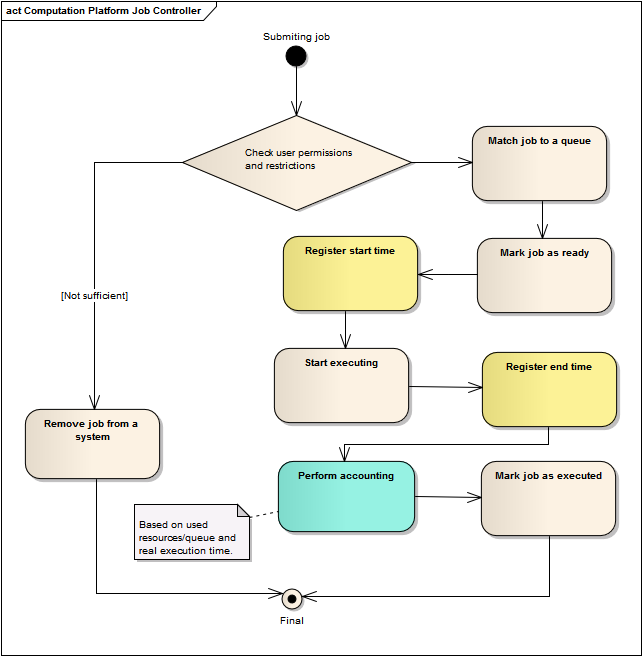 act Computation Platform Job Controller
Submiting job
Check user permissions
and restrictions
Match job to a queue
Mark job as ready
Register start time
[Not sufficient]
Start executing
Register end time
Remove job from a
system
Perform accounting
Mark job as executed
Based on used
resources/queue and
real execution time.
Final